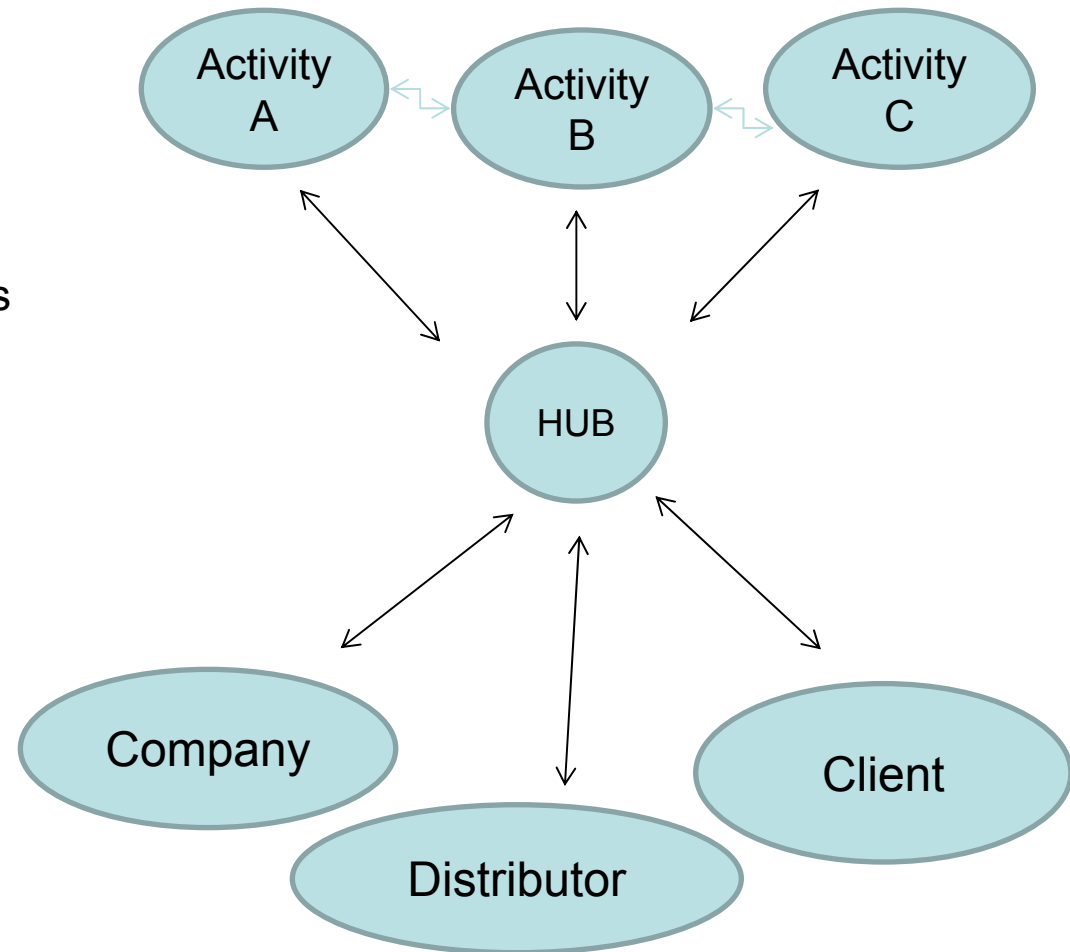 Activity
A
Activity
B
Activity
C
s
HUB
Company
Client
Distributor